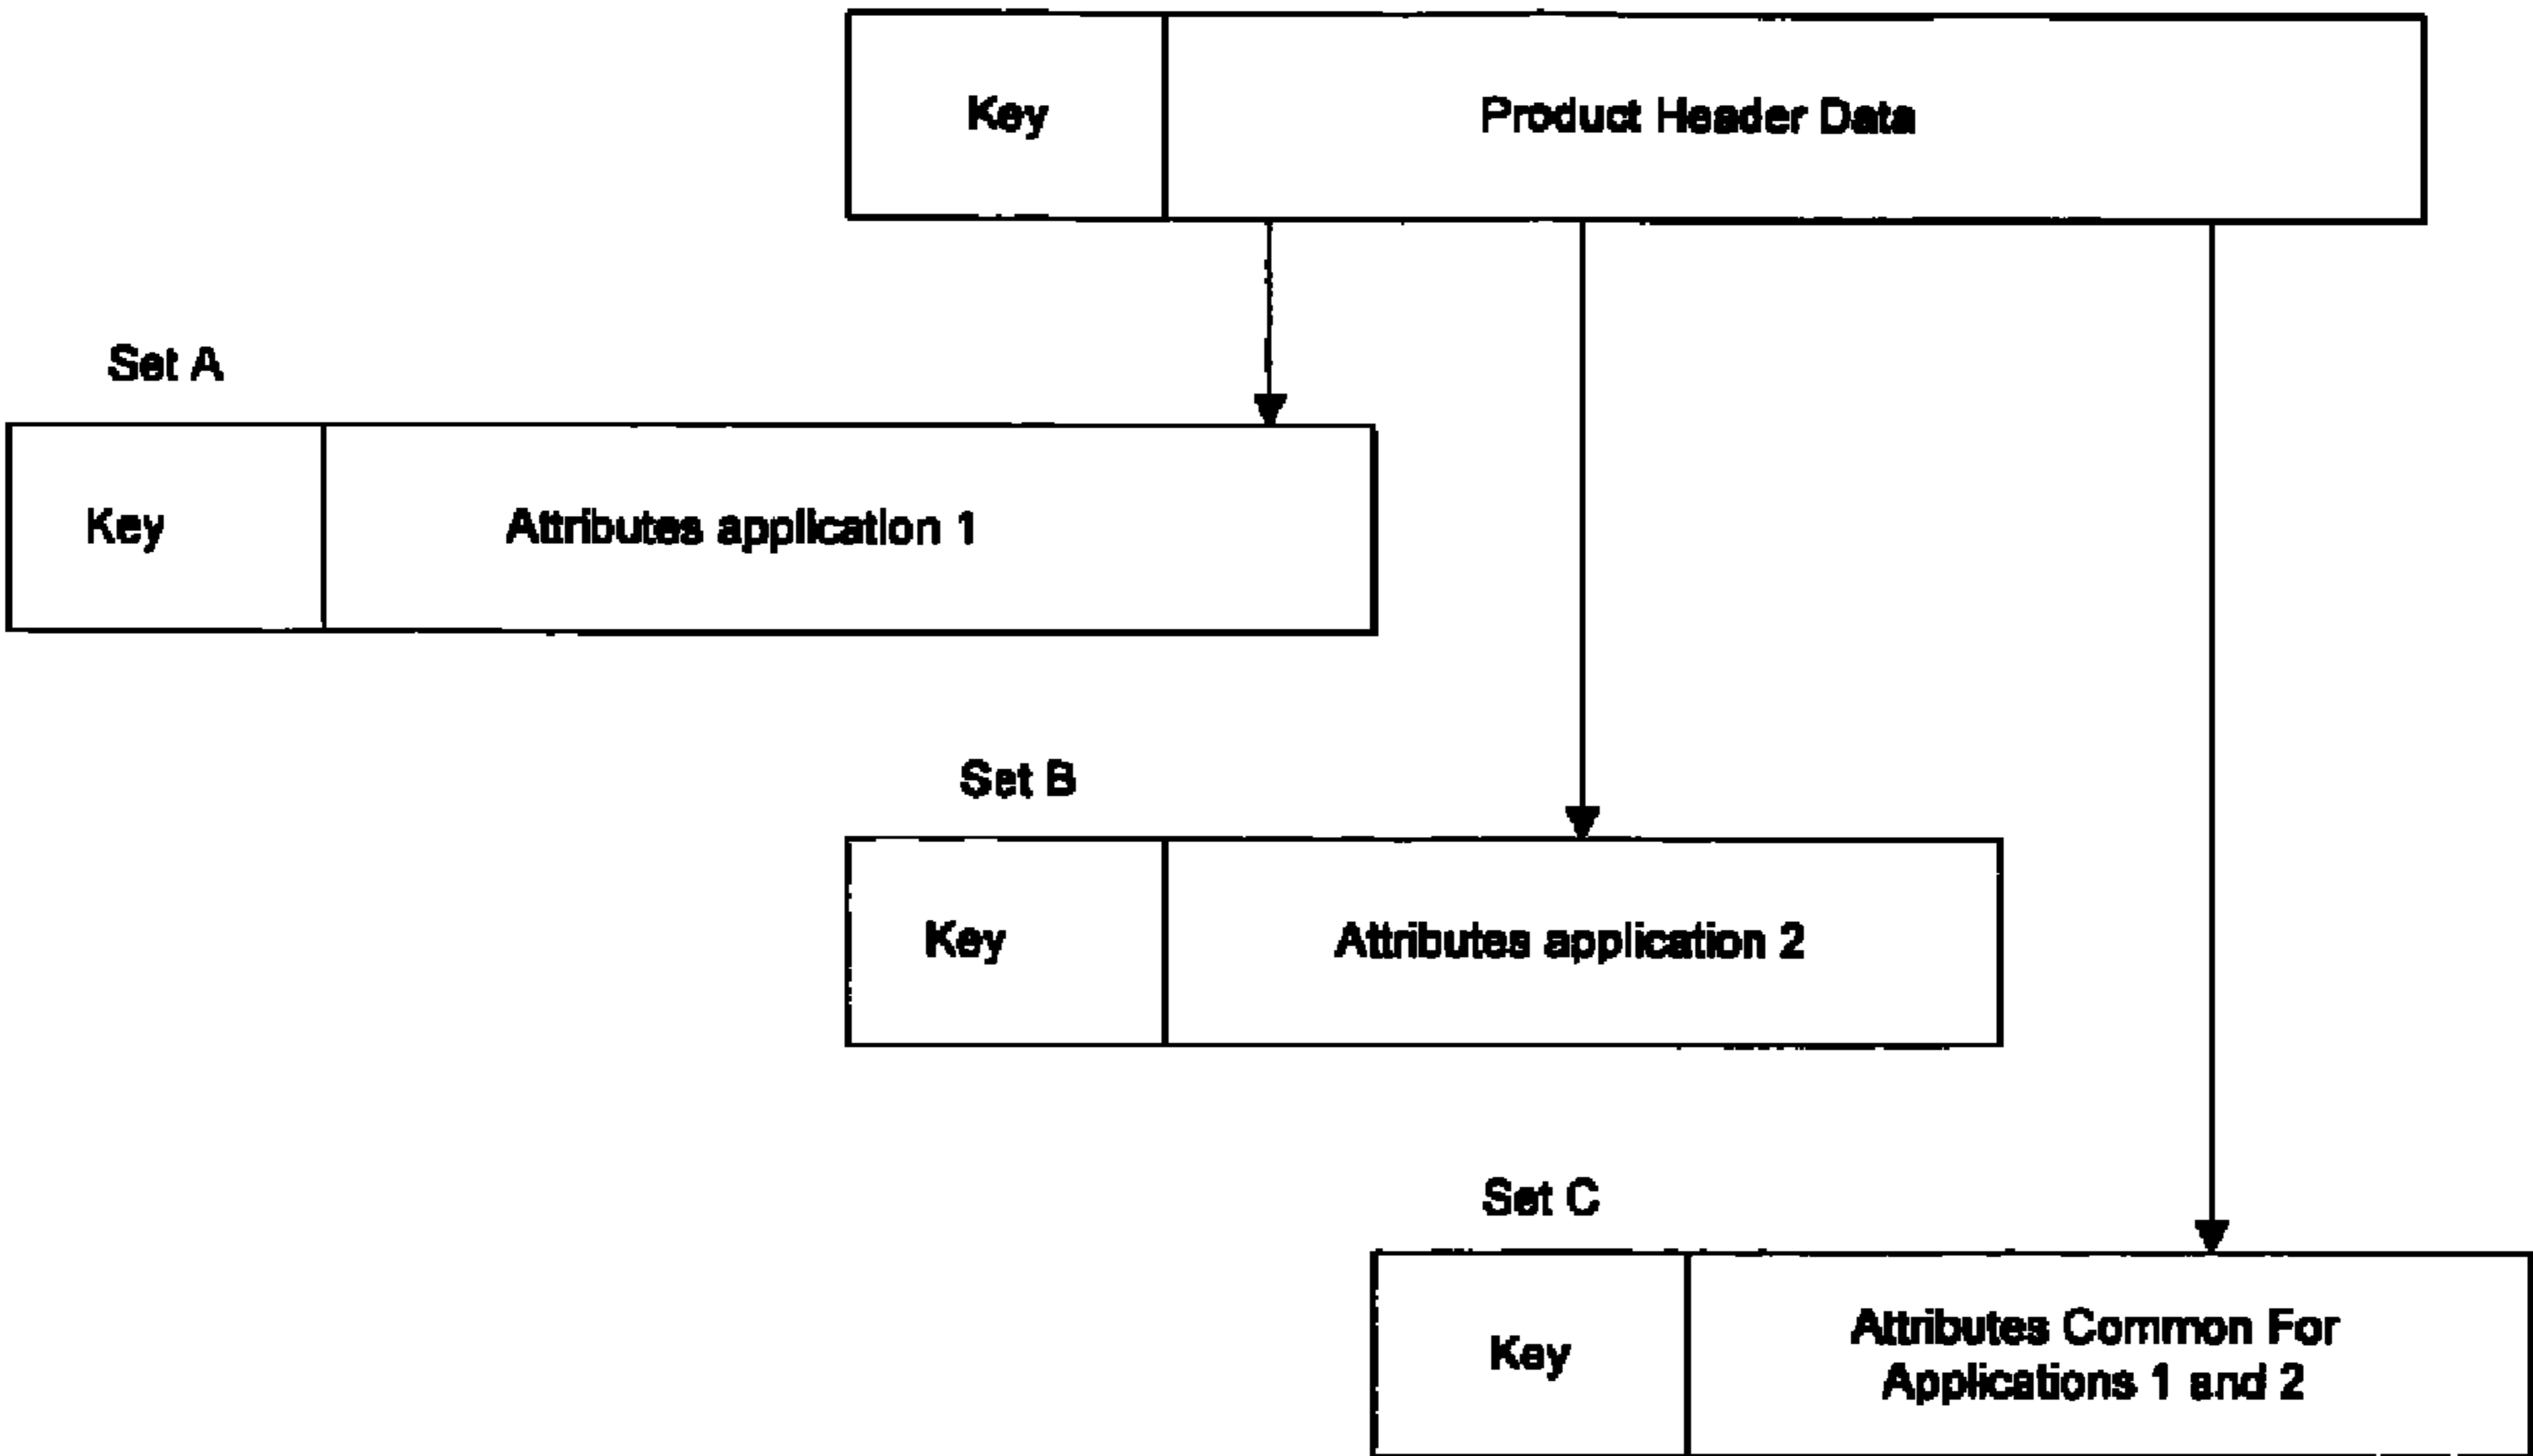 Key
Product Header Data
Set A
Key
Attributes application 1
Set B
Key
Attributes application 2
Set C
Key
Attributes Common For
Applications 1 and 2